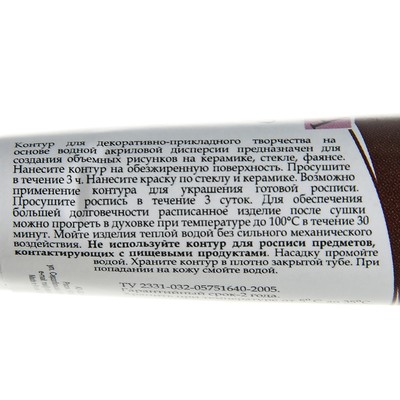 Контур для декоративно-прикладного творчества на
основе водной акриловой дисперсии предназначен для
создания объемных рисунков на керамике, стекле, фаянсе.
Нанесите контур на обезжиренную поверхность. Просушите
в течение 3 ч. Нанесите краску по стеклу и керамике. Возможно
применение контура для украшения готовой росписи.
Просушите роспись в течение 3 суток. Для обеспечения
большей долговечности расписанное изделие после сушки
можно прогреть в духовке при температуре до 100°С в течение 30
минут. Мойте изделия теплой водой без сильного механического
воздействия. Не используйте контур для росписи предметов,
контактирующих с пищевыми продуктами. Насадку промойте
водой. Храните контур в плотно закрытой тубе. При
попадании на кожу смойте водой.
ТУ 2331-032-05751640-2005.
Гарантийный срок-2 года.